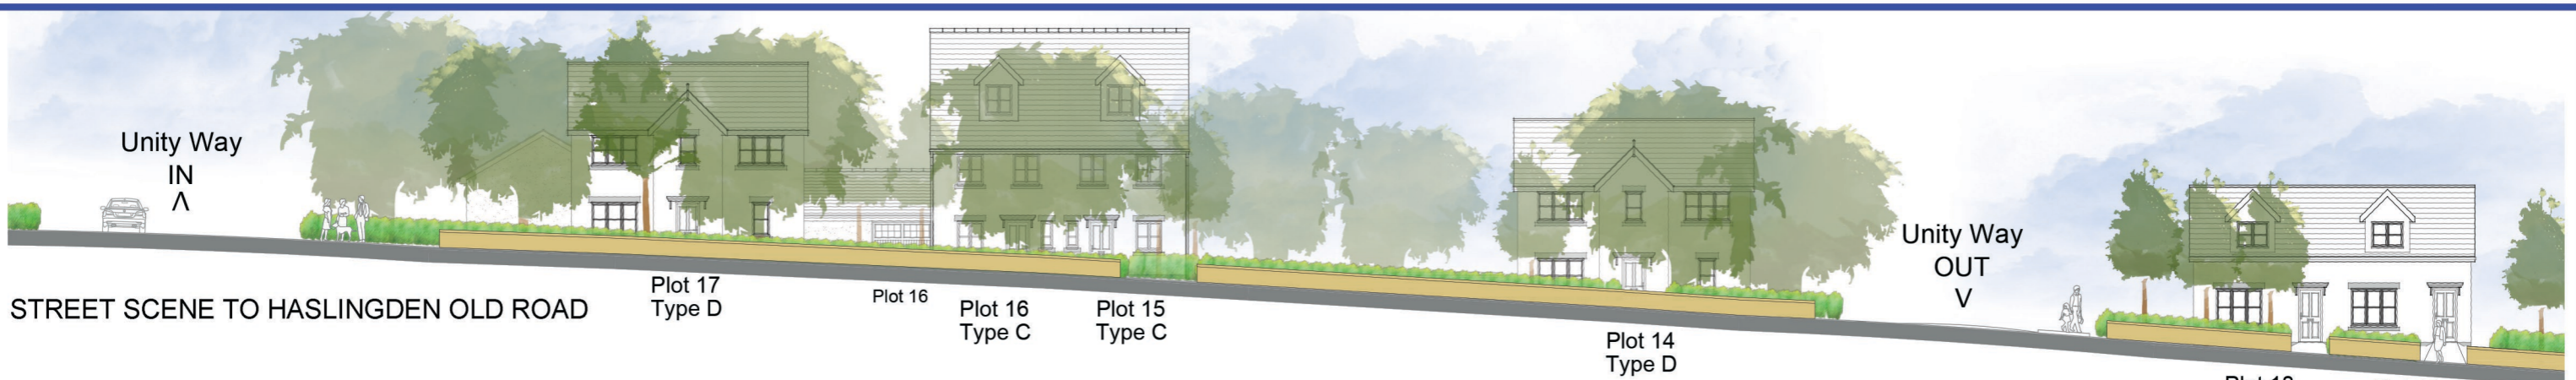 Unity Way
IN
Λ
STREET SCENE TO HASLINGDEN OLD ROAD
Plot 17
Type D
Plot 16
Plot 16
Type C
Plot 15
Type C
Plot 14
Type D
Unity Way
OUT
V
Plot